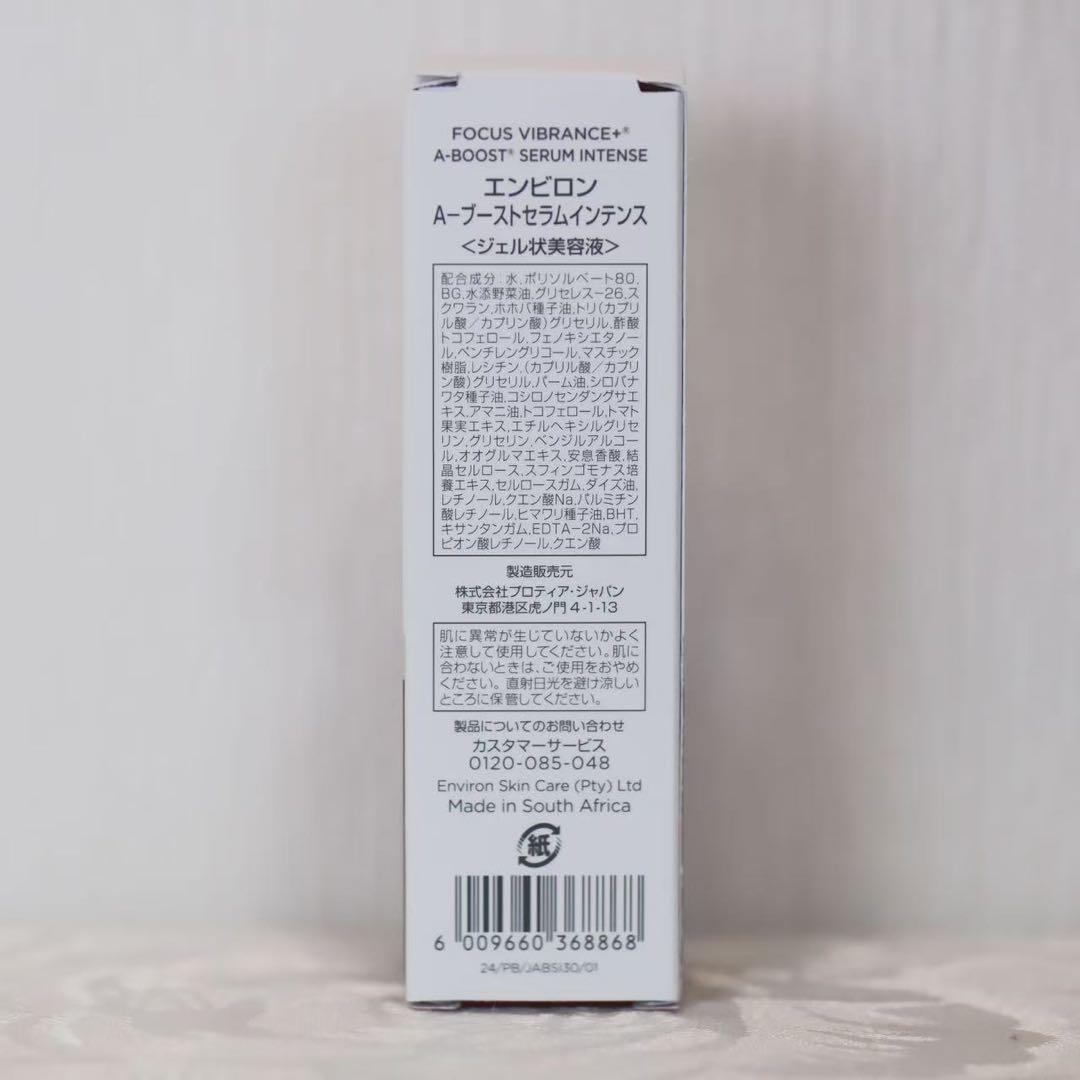 FOCUS VIBRANCE+®
A-BOOST® SERUM INTENSE
エンビロン
A-ブーストセラムインテンス
<ジェル状美容液>
配合成分:水,ポリソルベート80,
BG,水添野菜油,グリセレス-26,ス
クワラン,ホホバ種子油,トリ(カプリ
ル酸/カプリン酸)グリセリル,酢酸
トコフェロール,フェノキシエタノー
ル,ペンチレングリコール,マスチック
樹脂,レシチン,(カプリル酸/カプリ
ン酸)グリセリル,パーム油,シロバナ
ワタ種子油,コシロノセンダングサエ
キス,アマニ油,トコフェロール,トマト
果実エキス,エチルヘキシルグリセ
リン,グリセリン,ベンジルアルコー
ル,オオグルマエキス,安息香酸,結
晶セルロース,スフィンゴモナス培
養エキス,セルロースガム,ダイズ油,
レチノール,クエン酸Na,パルミチン
酸レチノール,ヒマワリ種子油,BHT,
キサンタンガム,EDTA-2Na,プロ
ピオン酸レチノール,クエン酸
製造販売元
株式会社プロティア・ジャパン
東京都港区虎ノ門4-1-13
肌に異常が生じていないかよく
注意して使用してください。肌に
合わないときは、ご使用をおやめ
ください。直射日光を避け涼しい
ところに保管してください。
製品についてのお問い合わせ
カスタマーサービス
0120-085-048
Environ Skin Care (Pty) Ltd
Made in South Africa
紙
6 009660 368868
24/PB/JABSI30/01